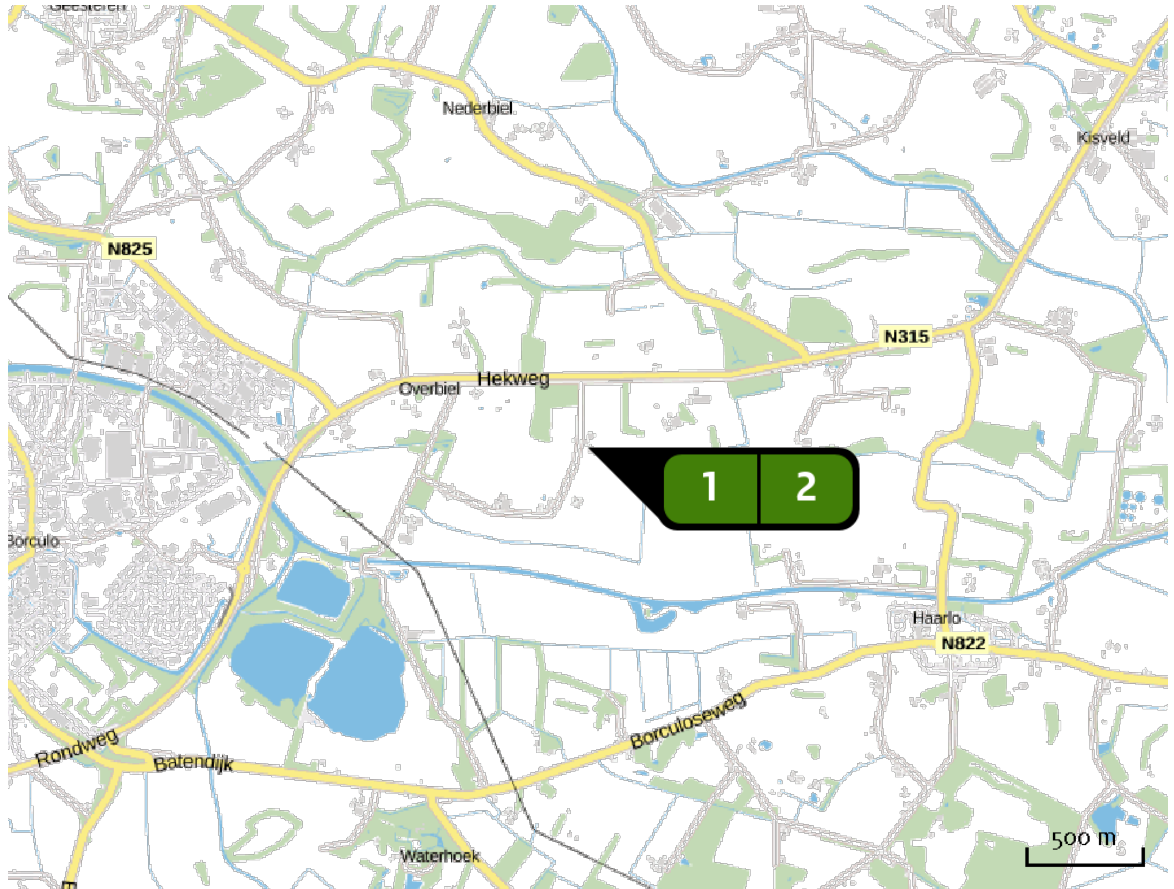 Geesteren
Nederbiel
Kisveld
N825
N315
Overbiel
Hekweg
1 2
Borculo
Haarlo
N822
Borculoseweg
Rondweg
Batendijk
500 m
Waterhoek